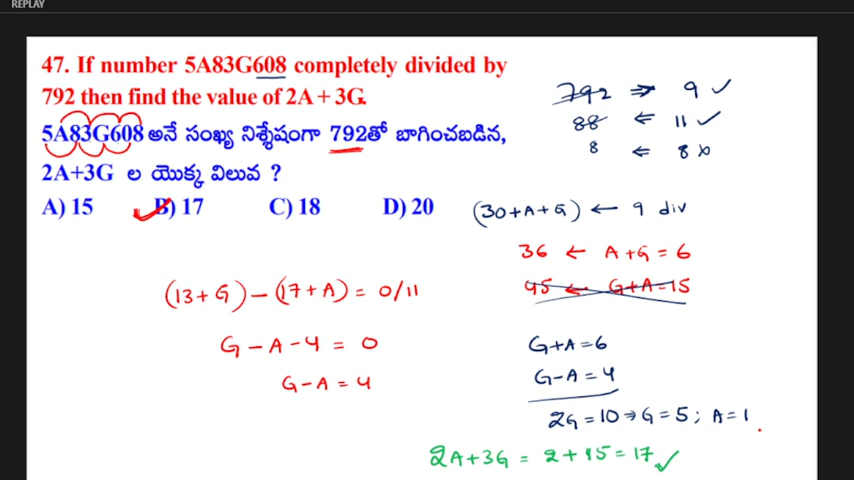 REPLAY
47. If number 5A83G608 completely divided by
792 then find the value of 2A + 3G.
5A83G608 అనే సంఖ్య నిశ్శేషంగా 792తో బాగించబడిన,
2A+3G ల యొక్క విలువ ?
A) 15 B) 17 C) 18 D) 20
792 ⇒ 9 ✓
88 ← 11 ✓
8 ← 8 x
(30+A+G) ← 9 div
36 ← A+G = 6
45 ← G+A=15
(13+G) – (17+A) = 0/11
G – A – 4 = 0
G – A = 4
G+A = 6
G–A = 4
2G = 10 ⇒ G = 5 ; A = 1
2A+3G = 2 + 15 = 17 ✓